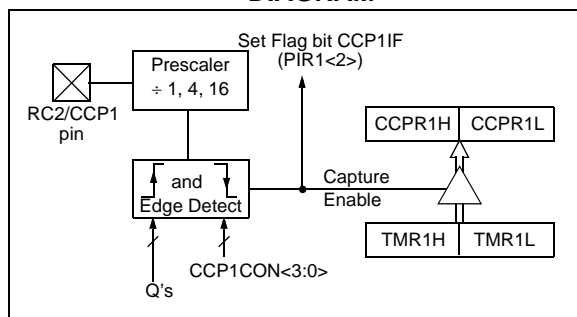 DIAGRAM
Set Flag bit CCP1IF
(PIR1<2>)
Prescaler
÷ 1, 4, 16
RC2/CCP1
pin
CCPR1H
CCPR1L
and
Edge Detect
Capture
Enable
TMR1H
TMR1L
CCP1CON<3:0>
Q's